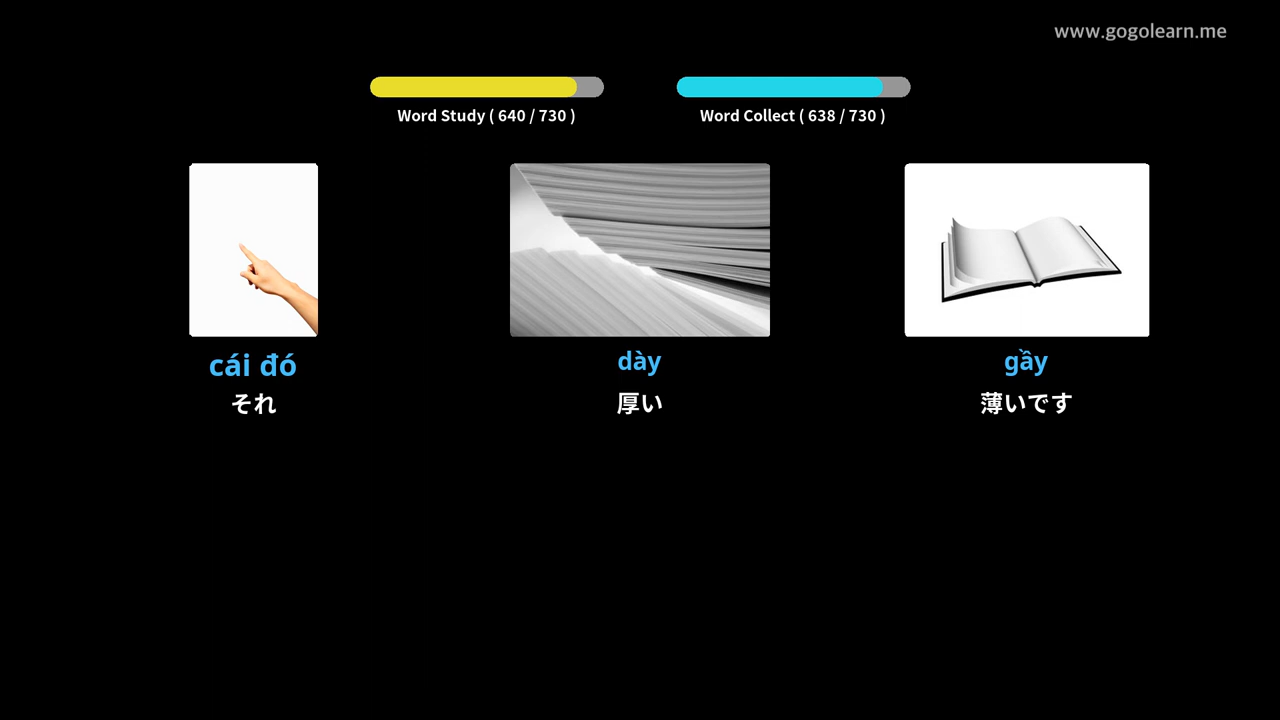 www.gogolearn.me
Word Study ( 640 / 730 )
Word Collect ( 638 / 730 )
cái đó
それ
dày
厚い
gầy
薄いです